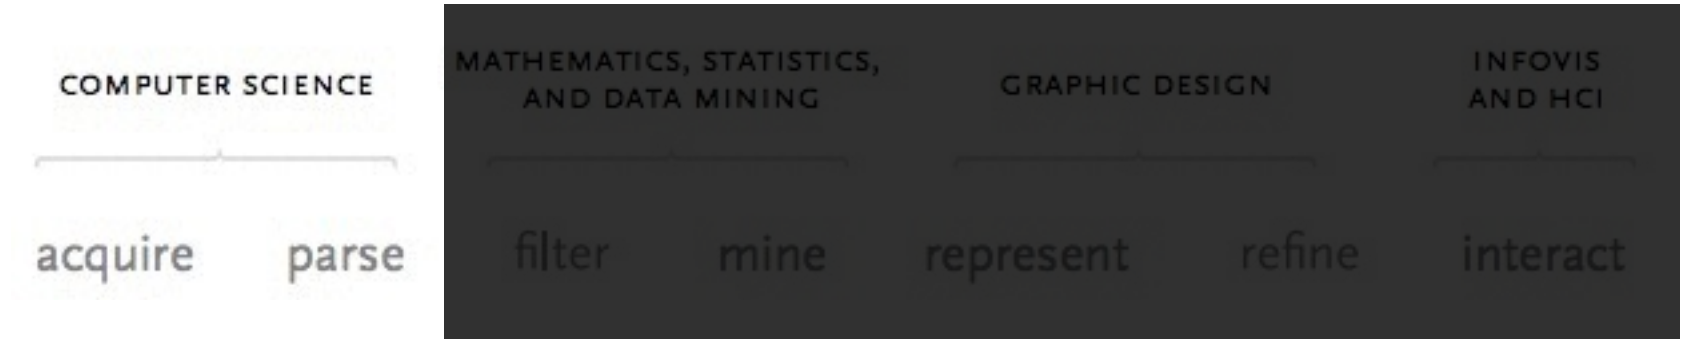 COMPUTER SCIENCE
MATHEMATICS, STATISTICS,
AND DATA MINING
GRAPHIC DESIGN
INFOVIS
AND HCI
acquire parse filter mine represent refine interact